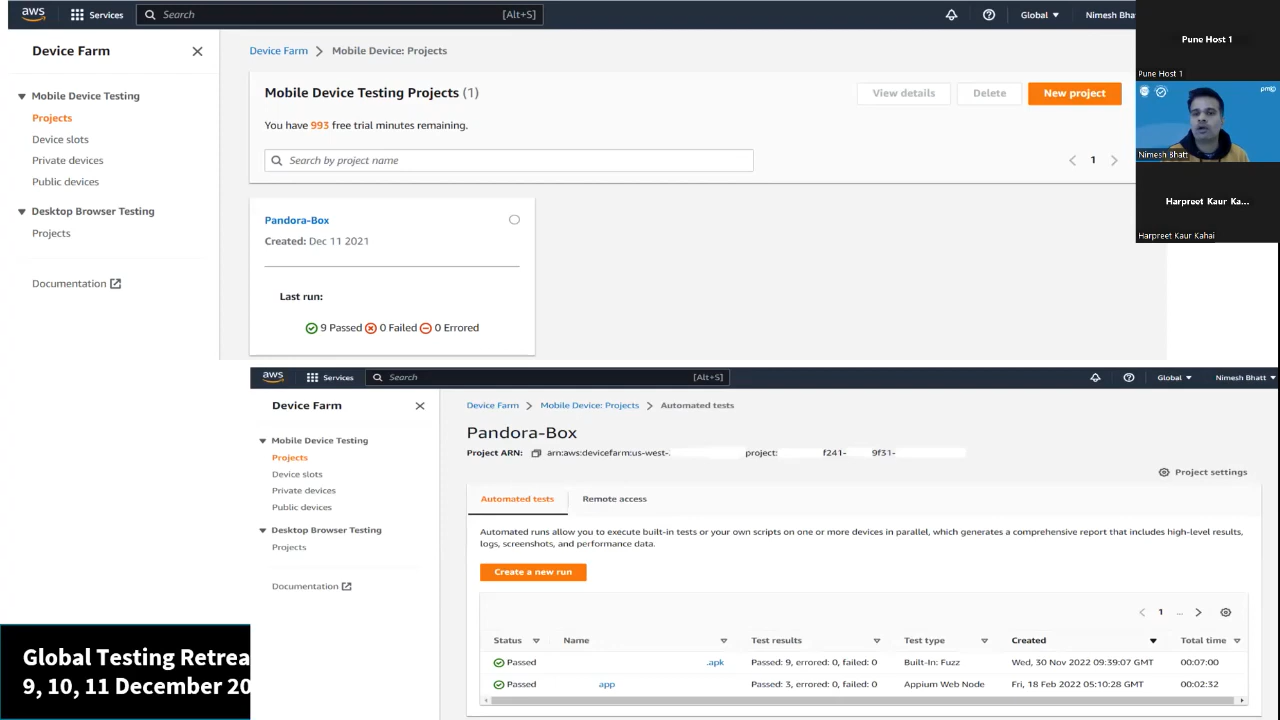 aws Services Search [Alt+S] Global Nimesh Bha
Device Farm
Mobile Device Testing
Projects
Device slots
Private devices
Public devices
Desktop Browser Testing
Projects
Documentation
Device Farm Mobile Device: Projects
Mobile Device Testing Projects (1)
View details Delete New project
You have 993 free trial minutes remaining.
Search by project name
1
Pandora-Box
Created: Dec 11 2021
Last run:
9 Passed 0 Failed 0 Errored
Pune Host 1
Pune Host 1
Nimesh Bhatt
Harpreet Kaur Ka...
Harpreet Kaur Kahai
aws Services Search [Alt+S] Global Nimesh Bhatt
Device Farm
Mobile Device Testing
Projects
Device slots
Private devices
Public devices
Desktop Browser Testing
Projects
Documentation
Device Farm Mobile Device: Projects Automated tests
Pandora-Box
Project ARN: arn:aws:devicefarm:us-west- project: f241- 9f31-
Project settings
Automated tests Remote access
Automated runs allow you to execute built-in tests or your own scripts on one or more devices in parallel, which generates a comprehensive report that includes high-level results,
logs, screenshots, and performance data.
Create a new run
1 ...
Status Name Test results Test type Created Total time
Passed .apk Passed: 9, errored: 0, failed: 0 Built-In: Fuzz Wed, 30 Nov 2022 09:39:07 GMT 00:07:00
Passed app Passed: 3, errored: 0, failed: 0 Appium Web Node Fri, 18 Feb 2022 05:10:28 GMT 00:02:32
Global Testing Retrea
9, 10, 11 December 20